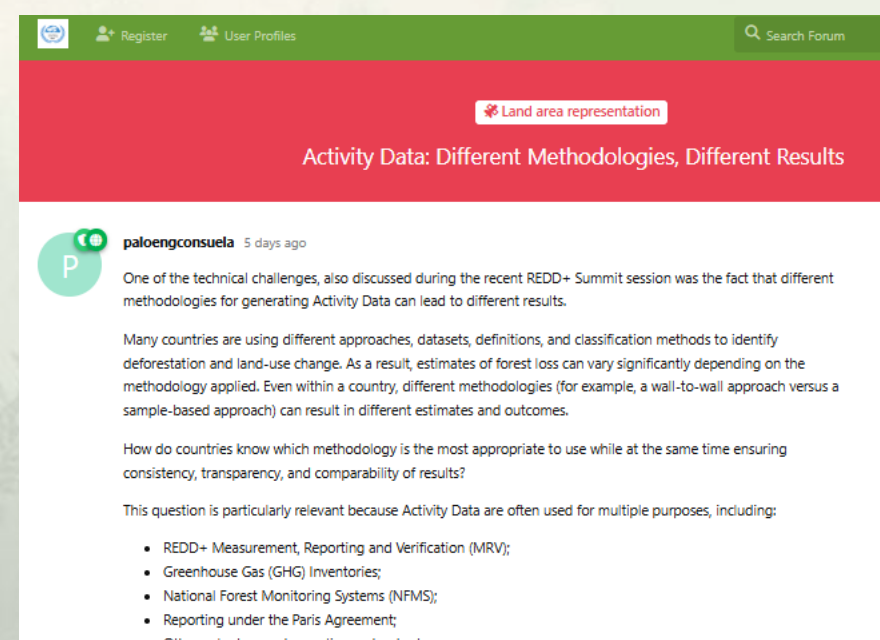 Register
User Profiles
Search Forum
Land area representation
Activity Data: Different Methodologies, Different Results
P
paloengconsuela 5 days ago
One of the technical challenges, also discussed during the recent REDD+ Summit session was the fact that different
methodologies for generating Activity Data can lead to different results.
Many countries are using different approaches, datasets, definitions, and classification methods to identify
deforestation and land-use change. As a result, estimates of forest loss can vary significantly depending on the
methodology applied. Even within a country, different methodologies (for example, a wall-to-wall approach versus a
sample-based approach) can result in different estimates and outcomes.
How do countries know which methodology is the most appropriate to use while at the same time ensuring
consistency, transparency, and comparability of results?
This question is particularly relevant because Activity Data are often used for multiple purposes, including:
• REDD+ Measurement, Reporting and Verification (MRV);
• Greenhouse Gas (GHG) Inventories;
• National Forest Monitoring Systems (NFMS);
• Reporting under the Paris Agreement;